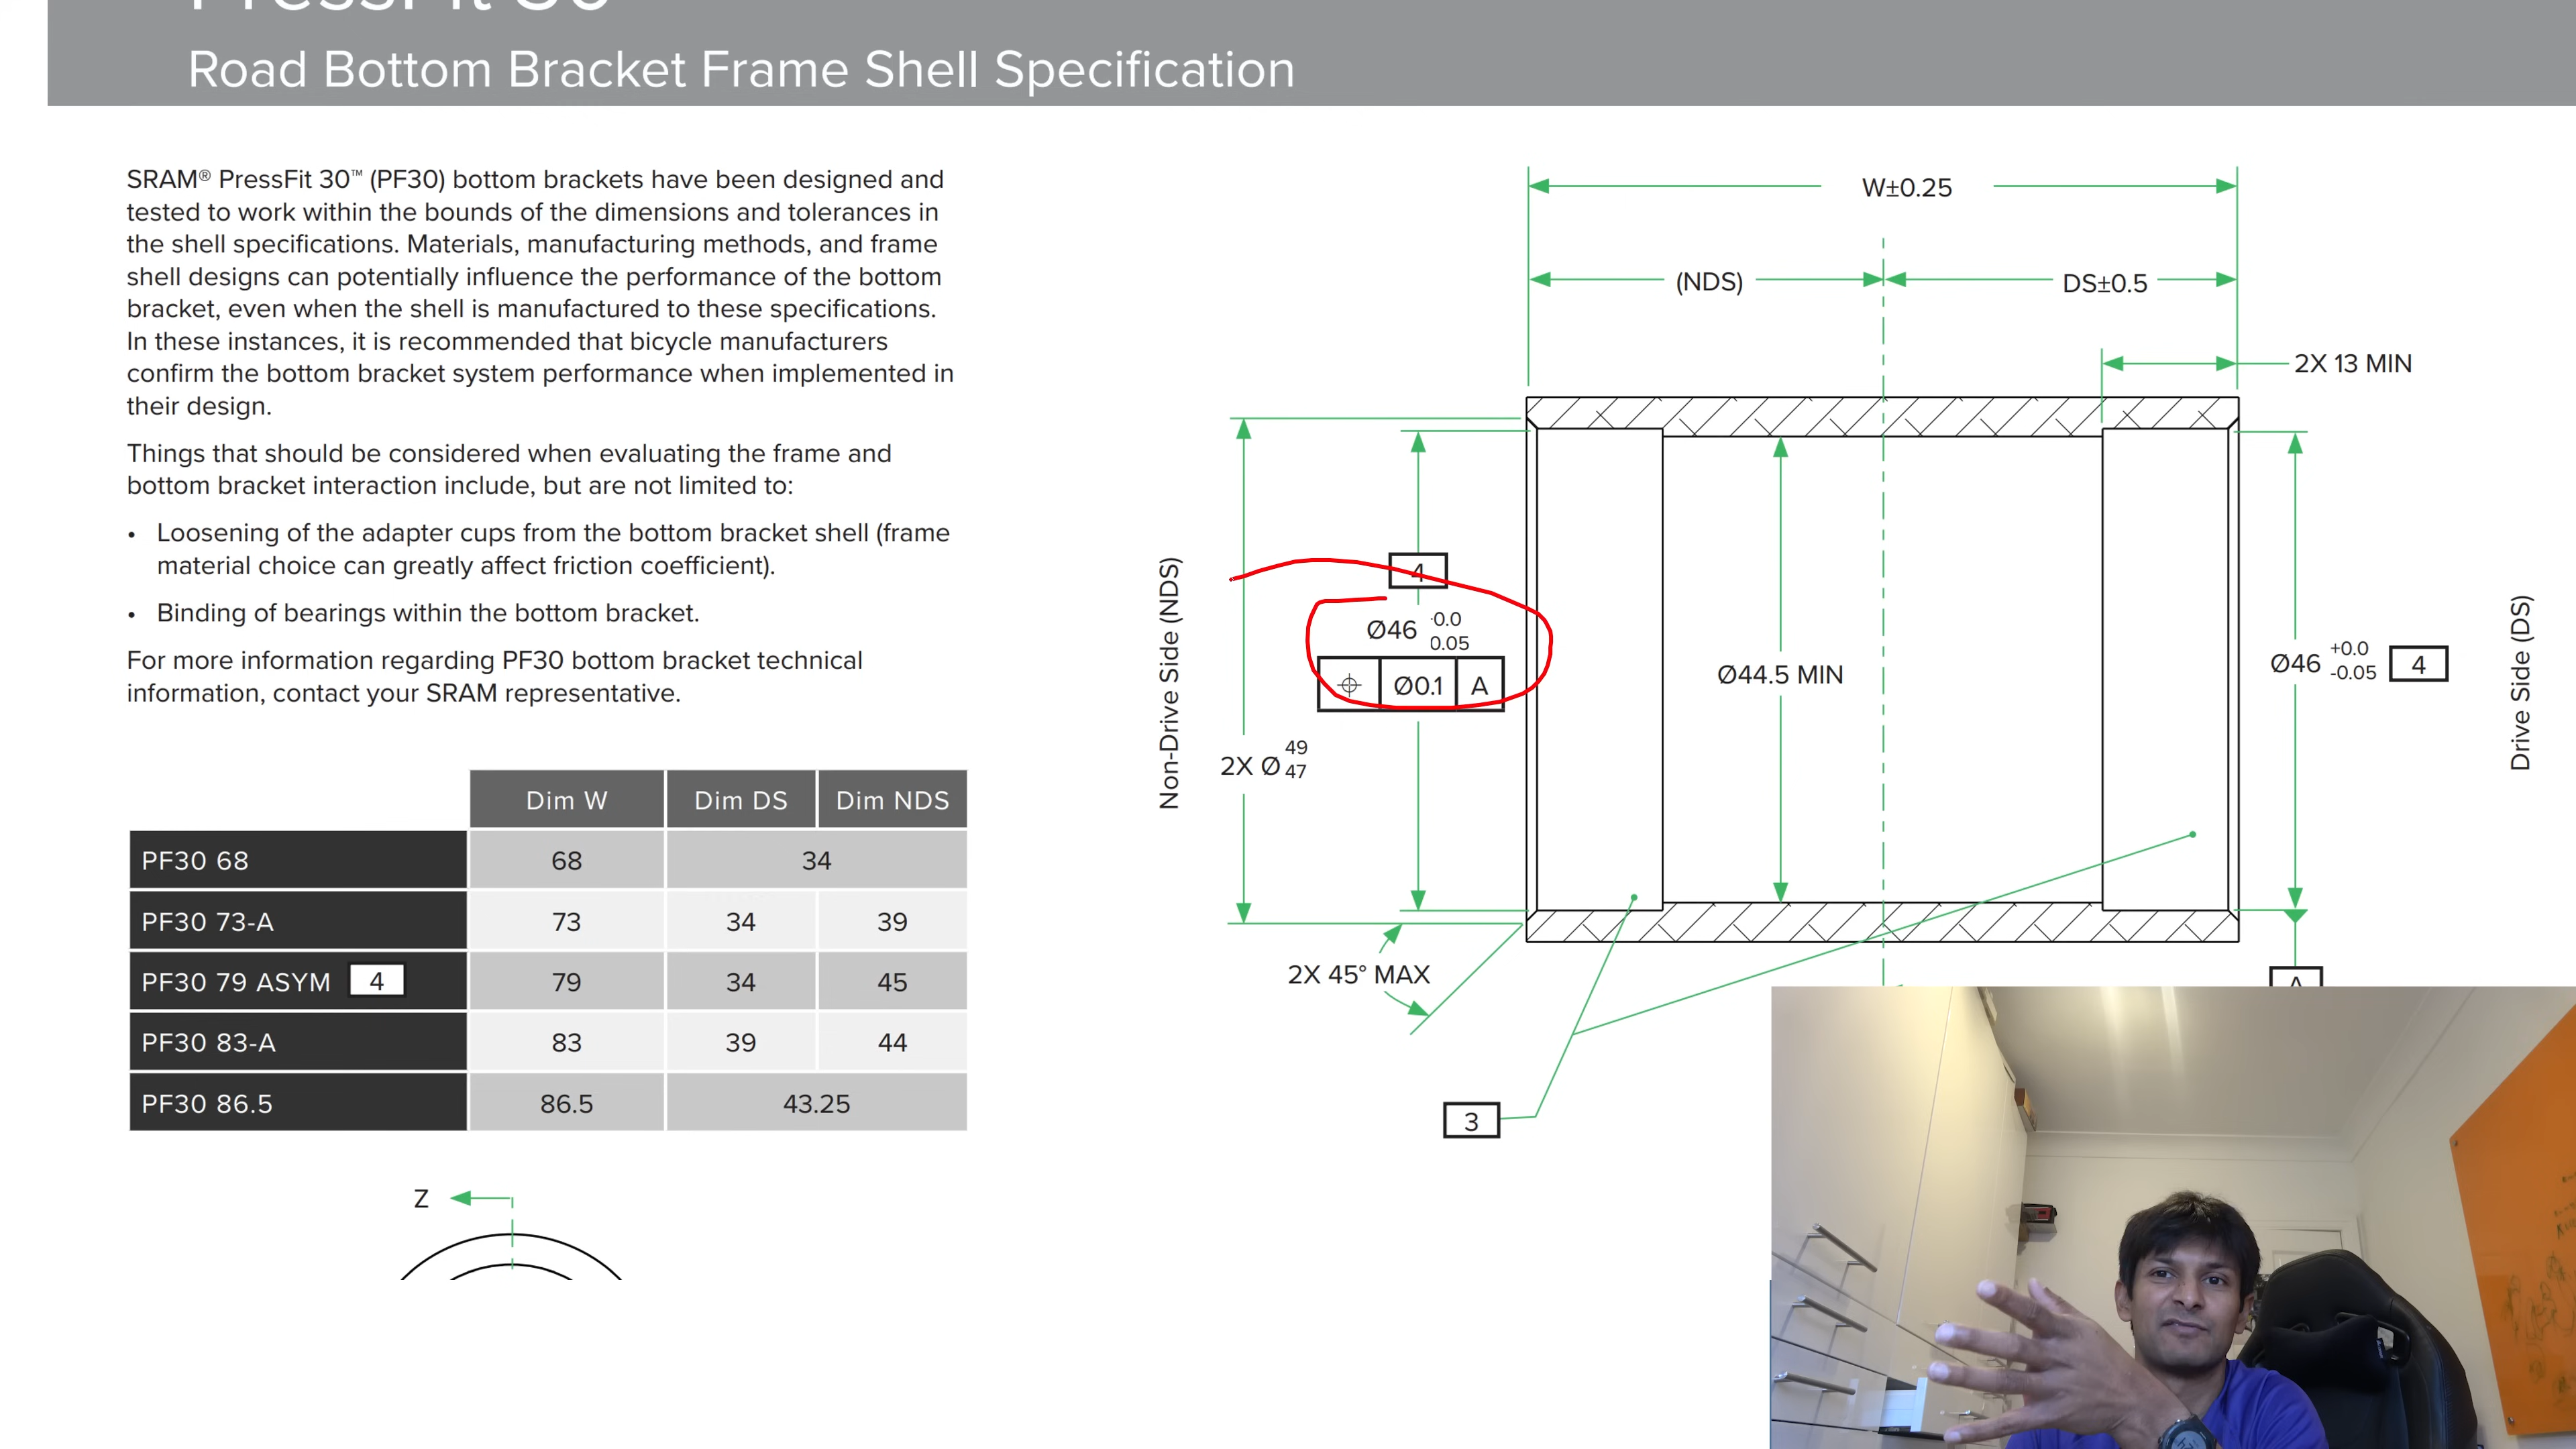 Road Bottom Bracket Frame Shell Specification
SRAM® PressFit 30™ (PF30) bottom brackets have been designed and
tested to work within the bounds of the dimensions and tolerances in
the shell specifications. Materials, manufacturing methods, and frame
shell designs can potentially influence the performance of the bottom
bracket, even when the shell is manufactured to these specifications.
In these instances, it is recommended that bicycle manufacturers
confirm the bottom bracket system performance when implemented in
their design.
Things that should be considered when evaluating the frame and
bottom bracket interaction include, but are not limited to:
• Loosening of the adapter cups from the bottom bracket shell (frame
material choice can greatly affect friction coefficient).
• Binding of bearings within the bottom bracket.
For more information regarding PF30 bottom bracket technical
information, contact your SRAM representative.
Dim W Dim DS Dim NDS
PF30 68 68 34
PF30 73-A 73 34 39
PF30 79 ASYM 4 79 34 45
PF30 83-A 83 39 44
PF30 86.5 86.5 43.25
Z
W±0.25
(NDS) DS±0.5
2X 13 MIN
Non-Drive Side (NDS)
4
Ø46 0.0
0.05
⌖ Ø0.1 A
2X Ø 49
47
Ø44.5 MIN
Ø46 +0.0
-0.05 4
Drive Side (DS)
2X 45° MAX
A
3